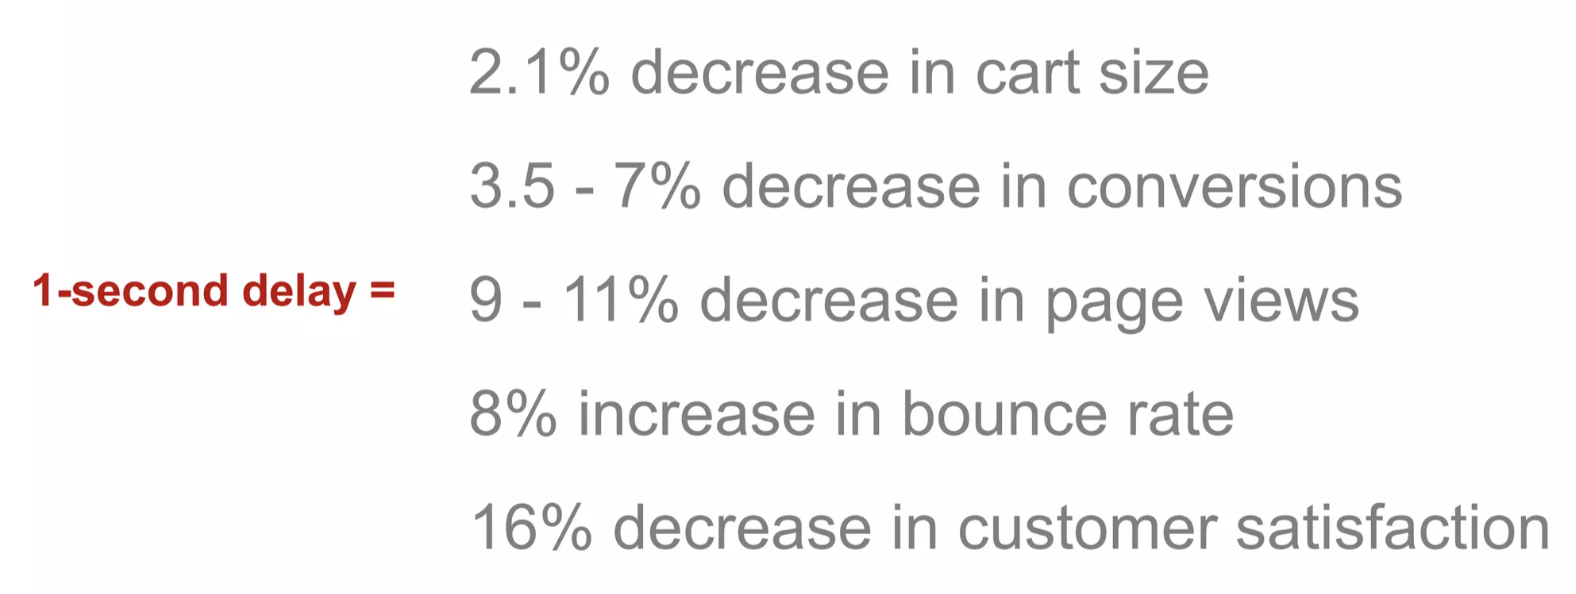 2.1% decrease in cart size
3.5 - 7% decrease in conversions
1-second delay =
9 - 11% decrease in page views
8% increase in bounce rate
16% decrease in customer satisfaction